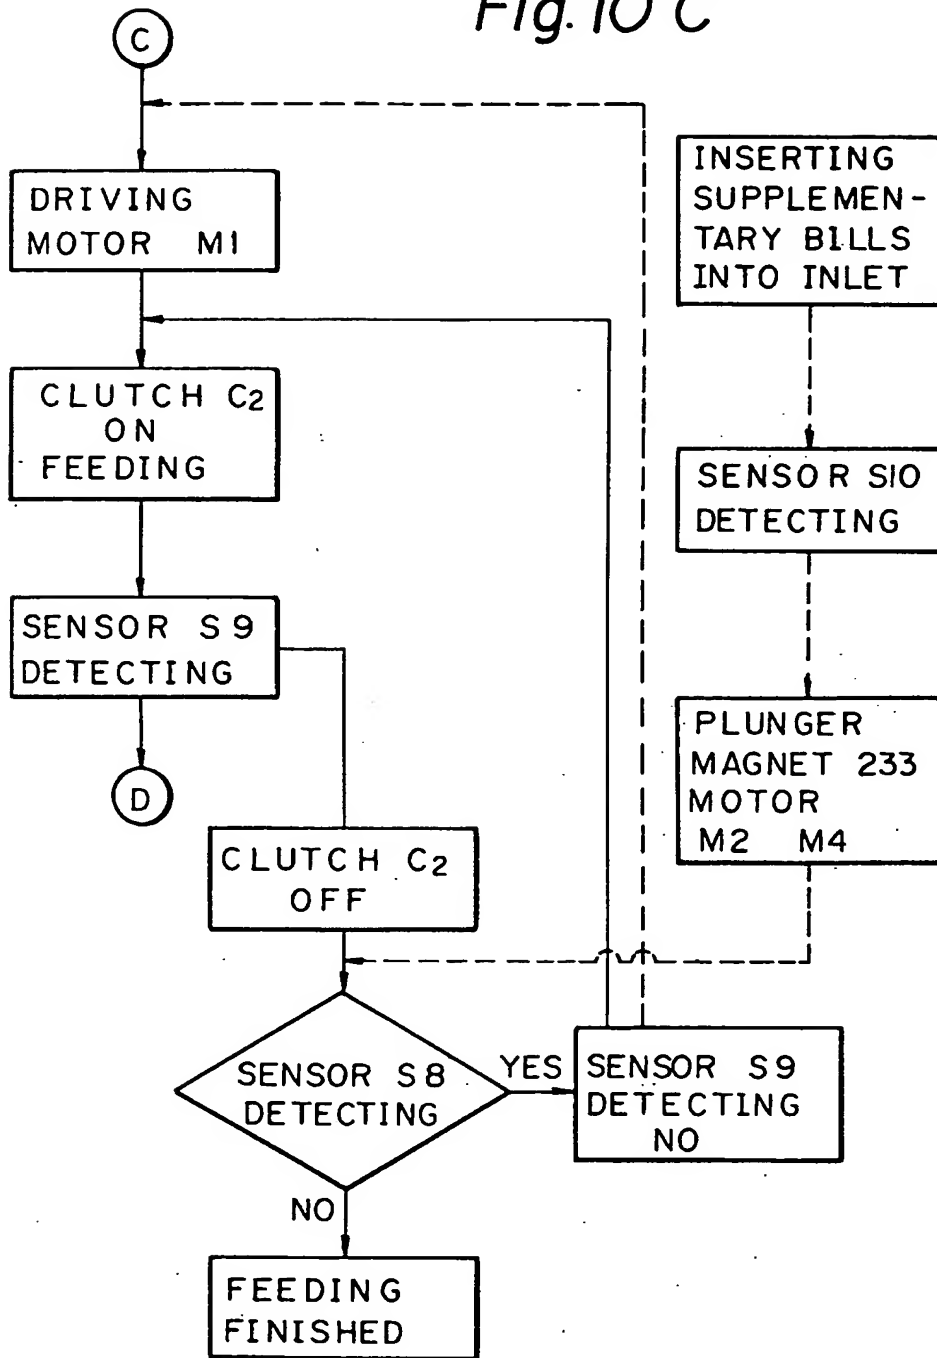 Fig. 10 C
C
DRIVING
MOTOR M1
CLUTCH C2
ON
FEEDING
SENSOR S9
DETECTING
D
CLUTCH C2
OFF
SENSOR S8
DETECTING
YES
SENSOR S9
DETECTING
NO
NO
FEEDING
FINISHED
INSERTING
SUPPLEMEN-
TARY BILLS
INTO INLET
SENSOR S10
DETECTING
PLUNGER
MAGNET 233
MOTOR
M2 M4